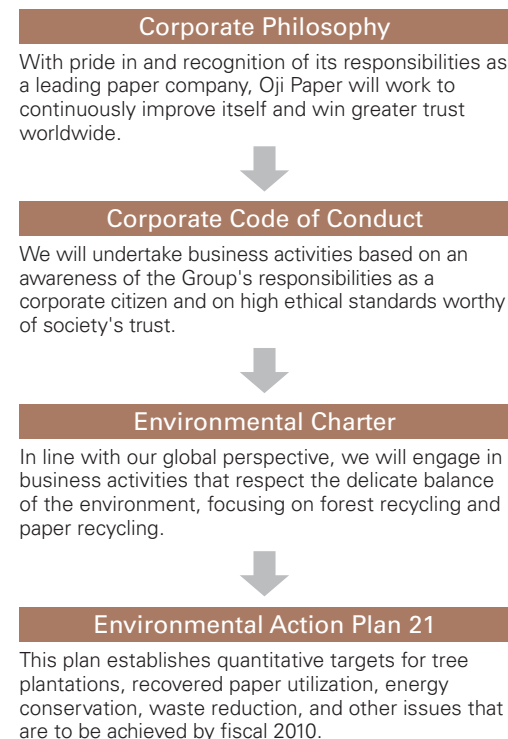 Corporate Philosophy
With pride in and recognition of its responsibilities as
a leading paper company, Oji Paper will work to
continuously improve itself and win greater trust
worldwide.
Corporate Code of Conduct
We will undertake business activities based on an
awareness of the Group's responsibilities as a
corporate citizen and on high ethical standards worthy
of society's trust.
Environmental Charter
In line with our global perspective, we will engage in
business activities that respect the delicate balance
of the environment, focusing on forest recycling and
paper recycling.
Environmental Action Plan 21
This plan establishes quantitative targets for tree
plantations, recovered paper utilization, energy
conservation, waste reduction, and other issues that
are to be achieved by fiscal 2010.